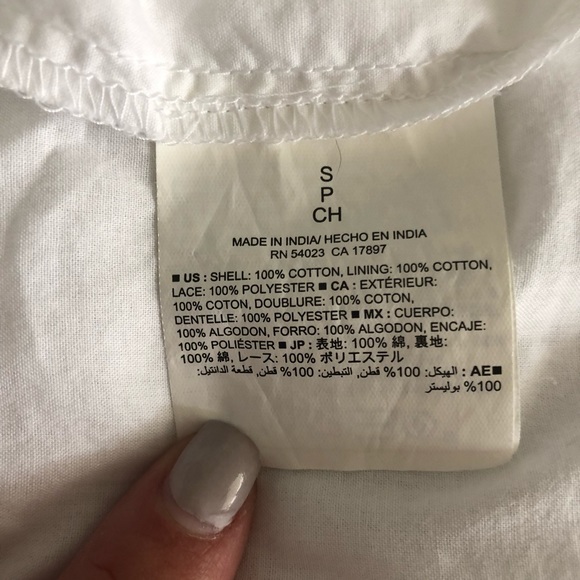 S
P
CH
MADE IN INDIA/ HECHO EN INDIA
RN 54023 CA 17897
■ US : SHELL: 100% COTTON, LINING: 100% COTTON,
LACE: 100% POLYESTER ■ CA : EXTÉRIEUR:
100% COTON, DOUBLURE: 100% COTON,
DENTELLE: 100% POLYESTER ■ MX : CUERPO:
100% ALGODON, FORRO: 100% ALGODON, ENCAJE:
100% POLIÉSTER ■ JP : 表地: 100% 綿, 裏地:
100% 綿, レース: 100% ポリエステル
■ AE : الهيكل: 100% قطن, التبطين: 100% قطن, قطعة الدانتيل:
100% بوليستر